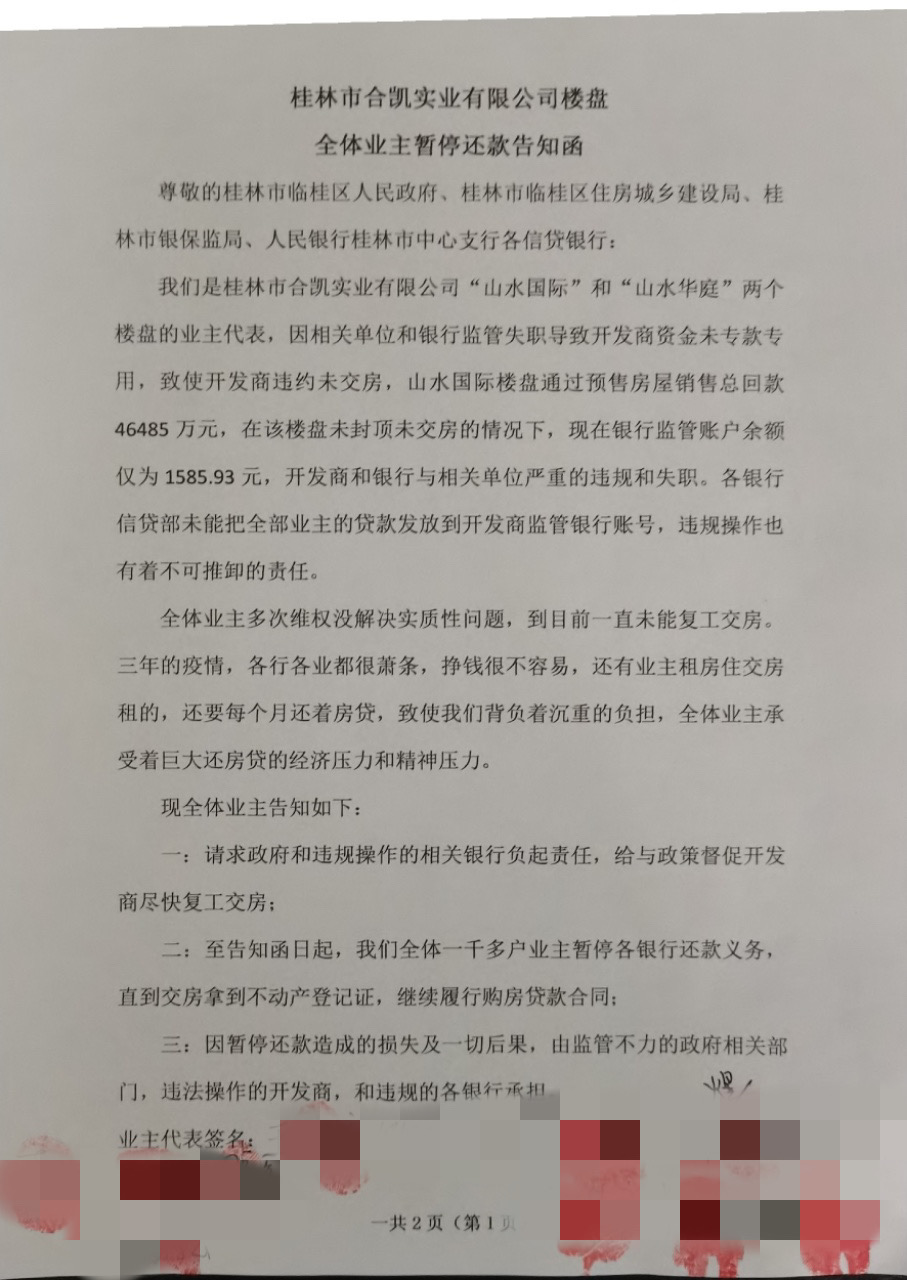 桂林市合凯实业有限公司楼盘
全体业主暂停还款告知函
尊敬的桂林市临桂区人民政府、桂林市临桂区住房城乡建设局、桂
林市银保监局、人民银行桂林市中心支行各信贷银行：
我们是桂林市合凯实业有限公司“山水国际”和“山水华庭”两个
楼盘的业主代表，因相关单位和银行监管失职导致开发商资金未专款专
用，致使开发商违约未交房，山水国际楼盘通过预售房屋销售总回款
46485 万元，在该楼盘未封顶未交房的情况下，现在银行监管账户余额
仅为 1585.93 元，开发商和银行与相关单位严重的违规和失职。各银行
信贷部未能把全部业主的贷款发放到开发商监管银行账号，违规操作也
有着不可推卸的责任。
全体业主多次维权没解决实质性问题，到目前一直未能复工交房。
三年的疫情，各行各业都很萧条，挣钱很不容易，还有业主租房住交房
租的，还要每个月还着房贷，致使我们背负着沉重的负担，全体业主承
受着巨大还房贷的经济压力和精神压力。
现全体业主告知如下：
一：请求政府和违规操作的相关银行负起责任，给与政策督促开发
商尽快复工交房；
二：至告知函日起，我们全体一千多户业主暂停各银行还款义务，
直到交房拿到不动产登记证，继续履行购房贷款合同；
三：因暂停还款造成的损失及一切后果，由监管不力的政府相关部
门，违法操作的开发商，和违规的各银行承担
业主代表签名：
一共 2 页（第 1 页